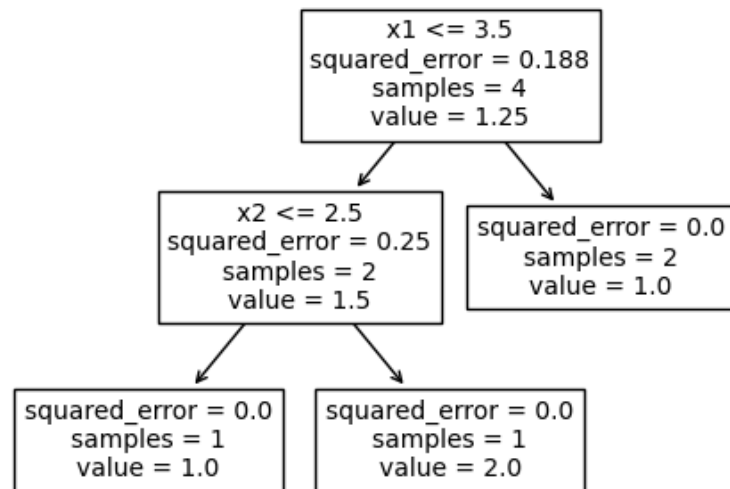 x1 <= 3.5
squared_error = 0.188
samples = 4
value = 1.25
x2 <= 2.5
squared_error = 0.25
samples = 2
value = 1.5
squared_error = 0.0
samples = 2
value = 1.0
squared_error = 0.0
samples = 1
value = 1.0
squared_error = 0.0
samples = 1
value = 2.0